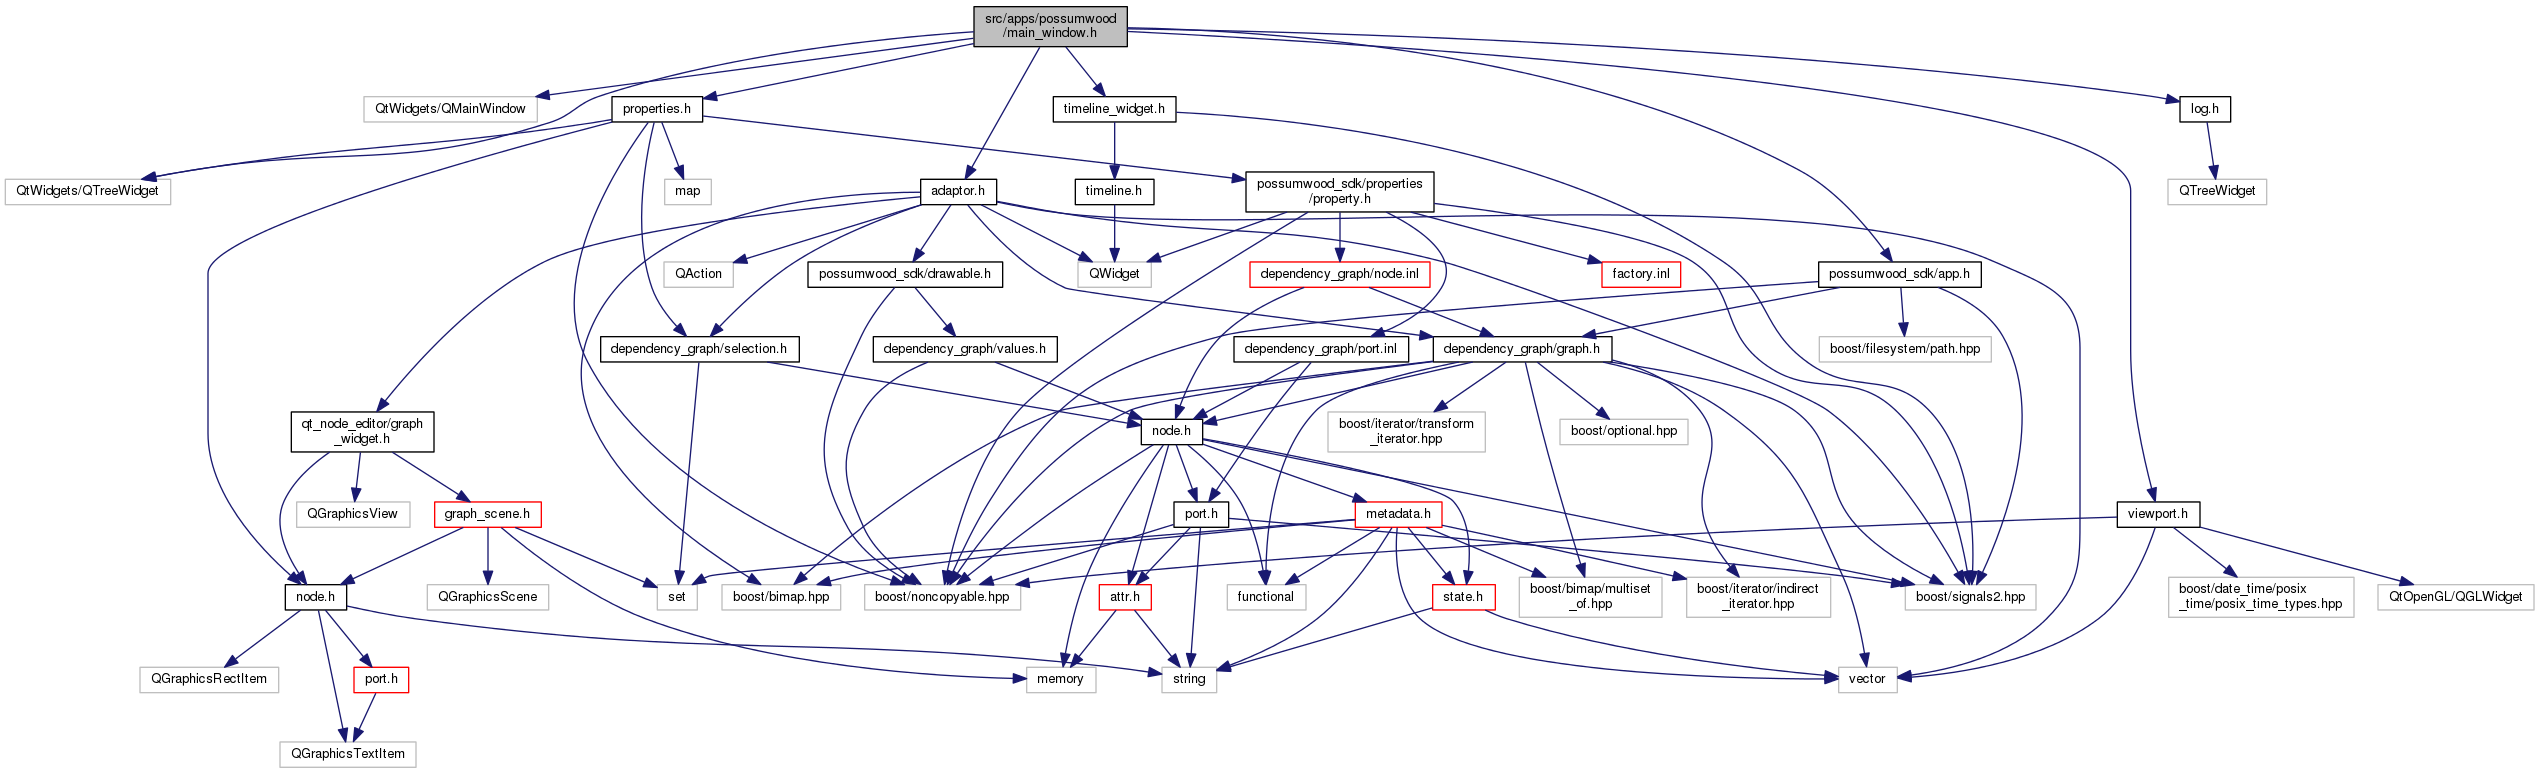 src/apps/possumwood
/main_window.h
QtWidgets/QMainWindow
properties.h
timeline_widget.h
log.h
QtWidgets/QTreeWidget
map
adaptor.h
timeline.h
possumwood_sdk/properties
/property.h
QTreeWidget
QAction
possumwood_sdk/drawable.h
QWidget
dependency_graph/node.inl
factory.inl
possumwood_sdk/app.h
dependency_graph/selection.h
dependency_graph/values.h
dependency_graph/port.inl
dependency_graph/graph.h
boost/filesystem/path.hpp
qt_node_editor/graph
_widget.h
node.h
boost/iterator/transform
_iterator.hpp
boost/optional.hpp
QGraphicsView
graph_scene.h
port.h
metadata.h
viewport.h
node.h
QGraphicsScene
set
boost/bimap.hpp
boost/noncopyable.hpp
attr.h
functional
state.h
boost/bimap/multiset
_of.hpp
boost/iterator/indirect
_iterator.hpp
boost/signals2.hpp
boost/date_time/posix
_time/posix_time_types.hpp
QtOpenGL/QGLWidget
QGraphicsRectItem
port.h
memory
string
vector
QGraphicsTextItem